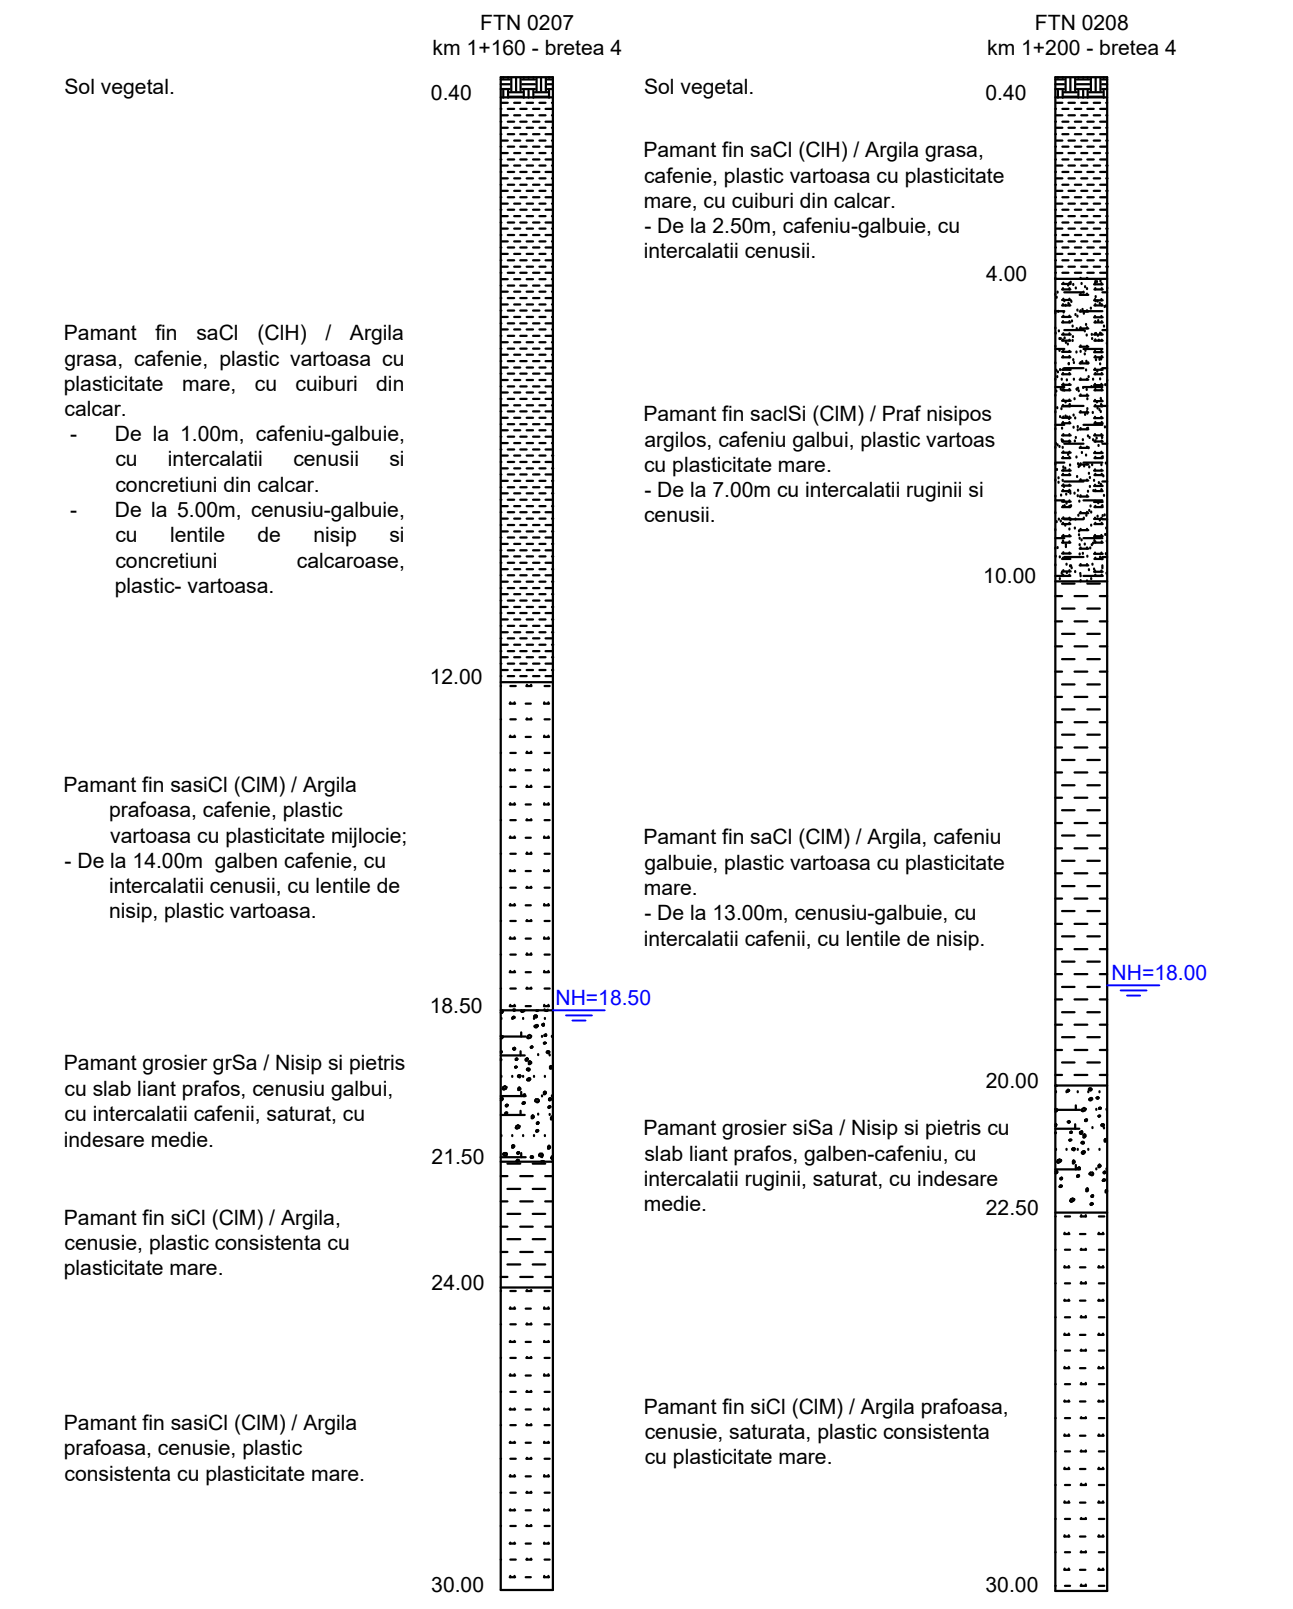 FTN 0207
km 1+160 - bretea 4
Sol vegetal.
0.40
Pamant fin saCl (ClH) / Argila
grasa, cafenie, plastic vartoasa cu
plasticitate mare, cu cuiburi din
calcar.
- De la 1.00m, cafeniu-galbuie,
cu intercalatii cenusii si
concretiuni din calcar.
- De la 5.00m, cenusiu-galbuie,
cu lentile de nisip si
concretiuni calcaroase,
plastic- vartoasa.
12.00
Pamant fin sasiCl (ClM) / Argila
prafoasa, cafenie, plastic
vartoasa cu plasticitate mijlocie;
- De la 14.00m galben cafenie, cu
intercalatii cenusii, cu lentile de
nisip, plastic vartoasa.
18.50
NH=18.50
Pamant grosier grSa / Nisip si pietris
cu slab liant prafos, cenusiu galbui,
cu intercalatii cafenii, saturat, cu
indesare medie.
21.50
Pamant fin siCl (ClM) / Argila,
cenusie, plastic consistenta cu
plasticitate mare.
24.00
Pamant fin sasiCl (ClM) / Argila
prafoasa, cenusie, plastic
consistenta cu plasticitate mare.
30.00
FTN 0208
km 1+200 - bretea 4
Sol vegetal.
0.40
Pamant fin saCl (ClH) / Argila grasa,
cafenie, plastic vartoasa cu plasticitate
mare, cu cuiburi din calcar.
- De la 2.50m, cafeniu-galbuie, cu
intercalatii cenusii.
4.00
Pamant fin saclSi (ClM) / Praf nisipos
argilos, cafeniu galbui, plastic vartoas
cu plasticitate mare.
- De la 7.00m cu intercalatii ruginii si
cenusii.
10.00
Pamant fin saCl (ClM) / Argila, cafeniu
galbuie, plastic vartoasa cu plasticitate
mare.
- De la 13.00m, cenusiu-galbuie, cu
intercalatii cafenii, cu lentile de nisip.
NH=18.00
20.00
Pamant grosier siSa / Nisip si pietris cu
slab liant prafos, galben-cafeniu, cu
intercalatii ruginii, saturat, cu indesare
medie.
22.50
Pamant fin siCl (ClM) / Argila prafoasa,
cenusie, saturata, plastic consistenta
cu plasticitate mare.
30.00